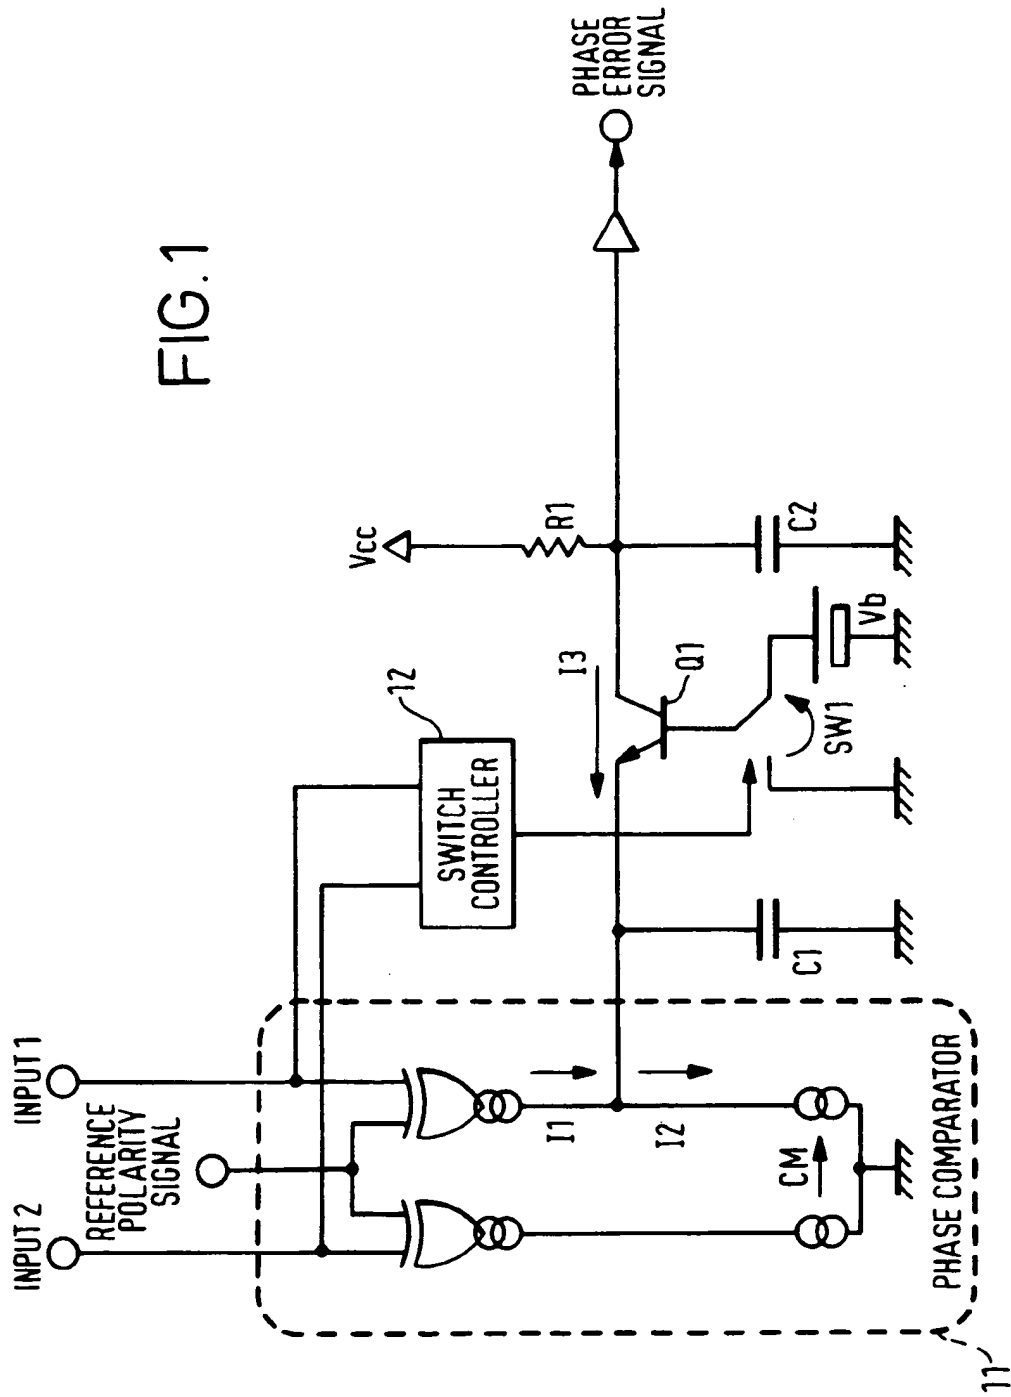 FIG. 1
INPUT 1
INPUT 2
REFERENCE
POLARITY
SIGNAL
SWITCH
CONTROLLER
12
Vcc
R1
PHASE
ERROR
SIGNAL
I3
Q1
C2
Vb
SW1
C1
I1
I2
CM
PHASE COMPARATOR
11